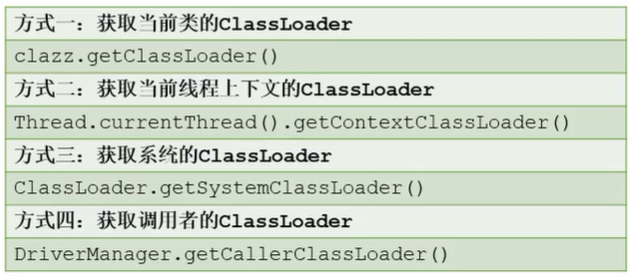 方式一：获取当前类的ClassLoader
clazz.getClassLoader()
方式二：获取当前线程上下文的ClassLoader
Thread.currentThread().getContextClassLoader()
方式三：获取系统的ClassLoader
ClassLoader.getSystemClassLoader()
方式四：获取调用者的ClassLoader
DriverManager.getCallerClassLoader()